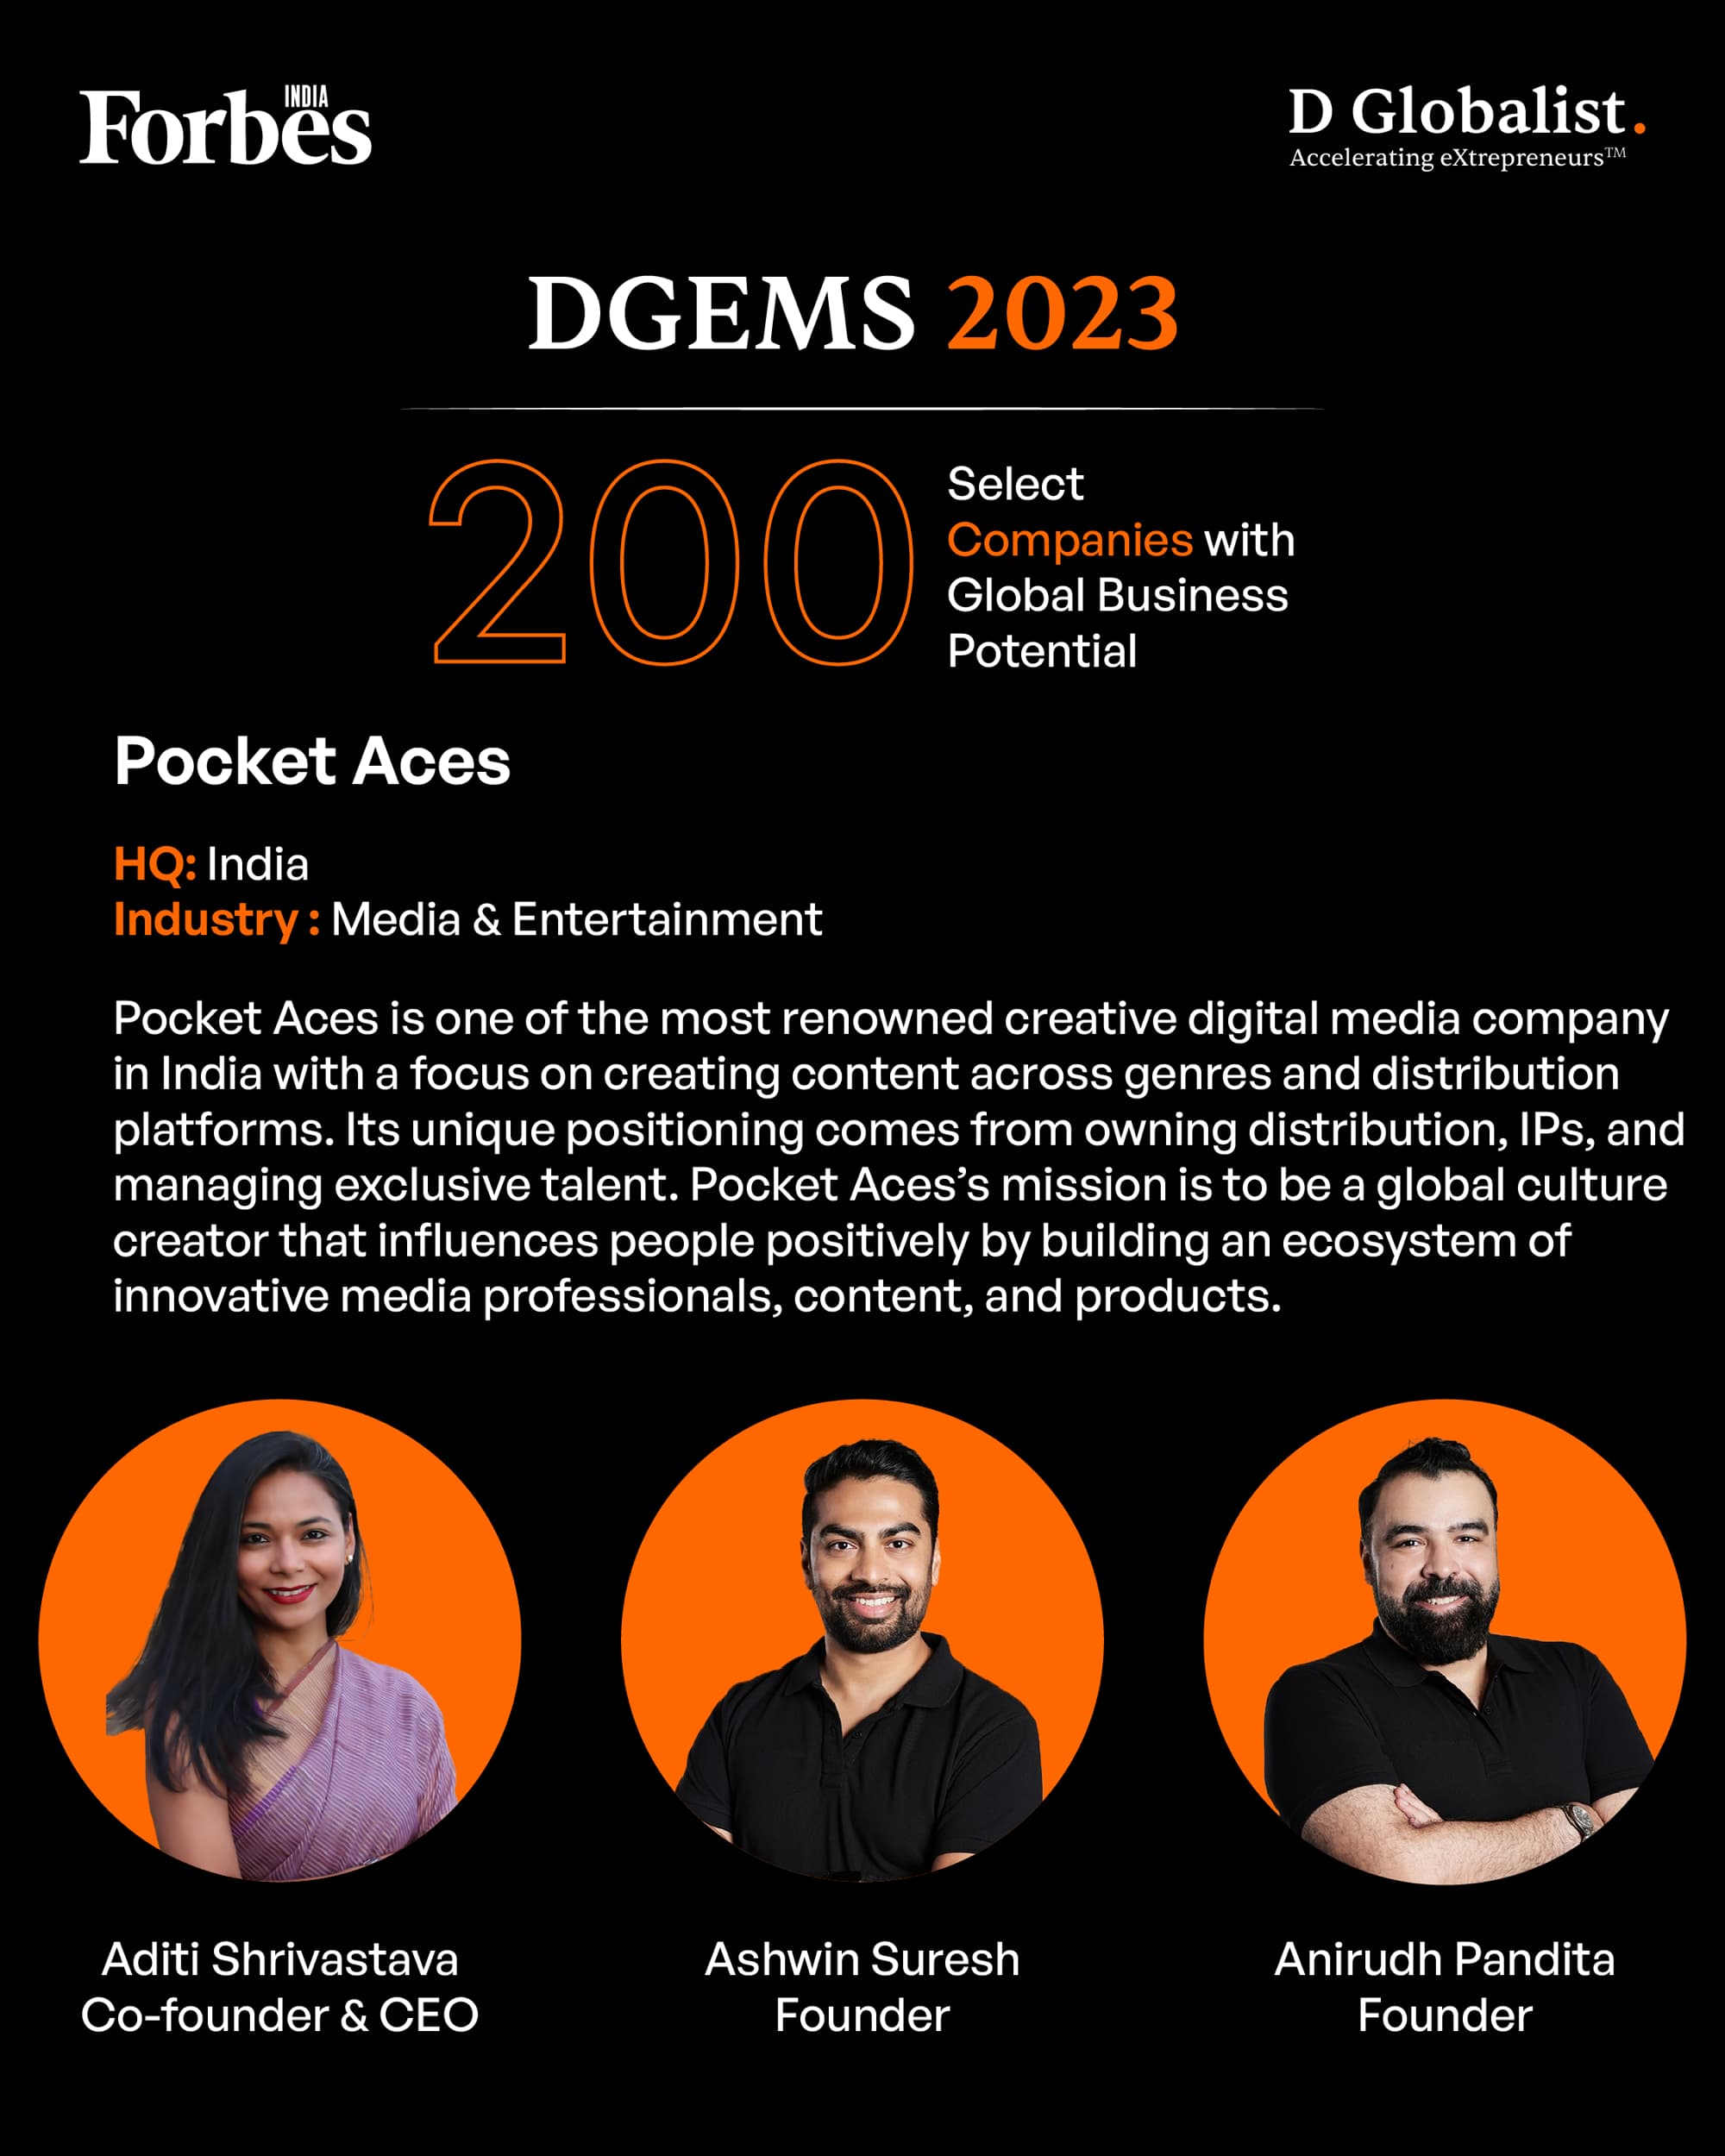 Forbes INDIA
D Globalist.
Accelerating eXtrepreneurs™
DGEMS 2023
200
Select
Companies with
Global Business
Potential
Pocket Aces
HQ: India
Industry : Media & Entertainment
Pocket Aces is one of the most renowned creative digital media company
in India with a focus on creating content across genres and distribution
platforms. Its unique positioning comes from owning distribution, IPs, and
managing exclusive talent. Pocket Aces’s mission is to be a global culture
creator that influences people positively by building an ecosystem of
innovative media professionals, content, and products.
Aditi Shrivastava
Co-founder & CEO
Ashwin Suresh
Founder
Anirudh Pandita
Founder